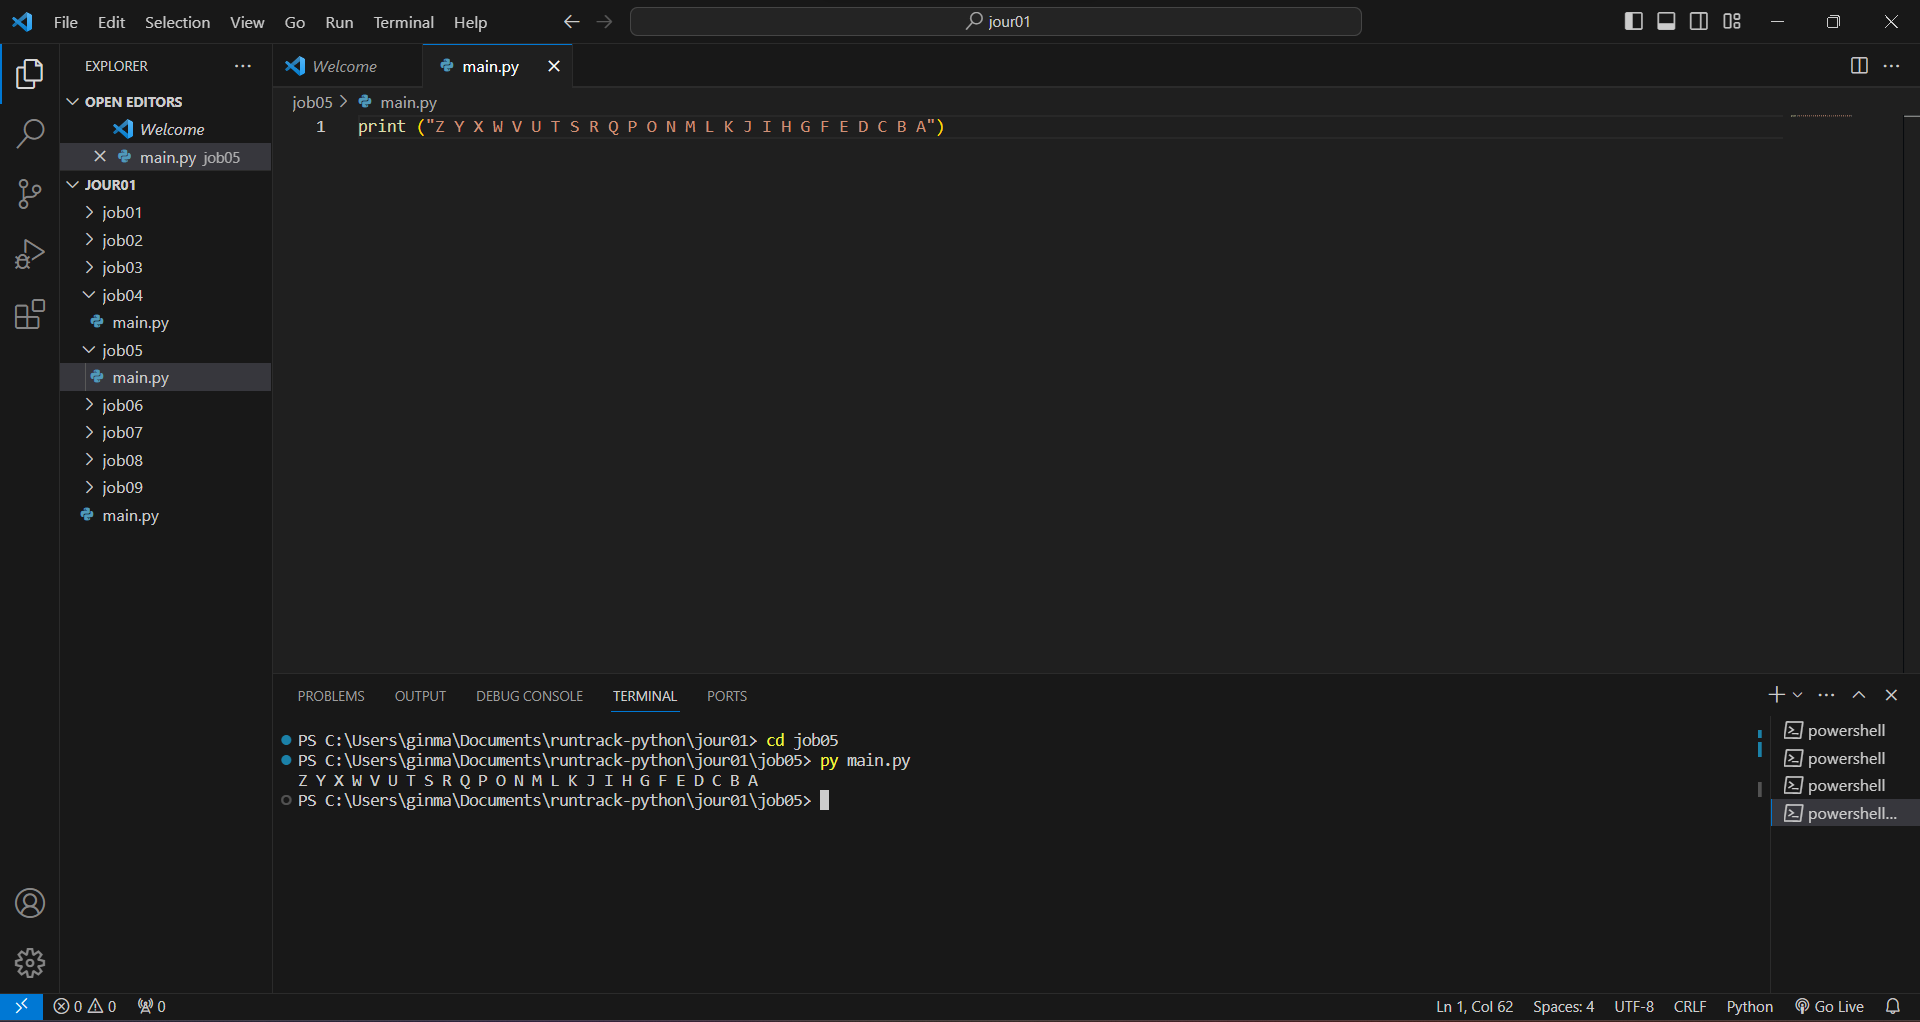 File Edit Selection View Go Run Terminal Help
jour01
EXPLORER
OPEN EDITORS
Welcome
main.py job05
JOUR01
job01
job02
job03
job04
main.py
job05
main.py
job06
job07
job08
job09
main.py
Welcome
main.py
job05 > main.py
1 print ("Z Y X W V U T S R Q P O N M L K J I H G F E D C B A")
PROBLEMS OUTPUT DEBUG CONSOLE TERMINAL PORTS
PS C:\Users\ginma\Documents\runtrack-python\jour01> cd job05
PS C:\Users\ginma\Documents\runtrack-python\jour01\job05> py main.py
Z Y X W V U T S R Q P O N M L K J I H G F E D C B A
PS C:\Users\ginma\Documents\runtrack-python\jour01\job05>
powershell
powershell
powershell
powershell...
0 0 0
Ln 1, Col 62 Spaces: 4 UTF-8 CRLF Python Go Live